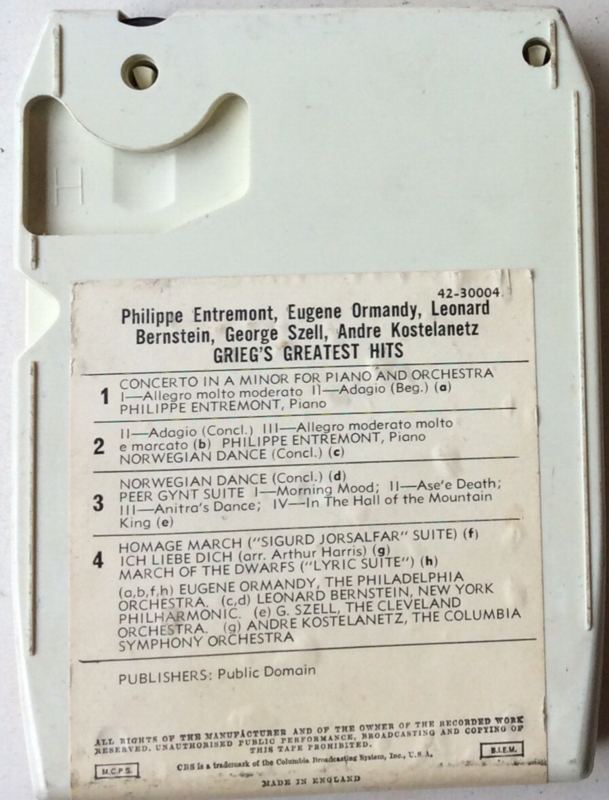 H
42-30004
Philippe Entremont, Eugene Ormandy, Leonard
Bernstein, George Szell, Andre Kostelanetz
GRIEG'S GREATEST HITS
1 CONCERTO IN A MINOR FOR PIANO AND ORCHESTRA
I—Allegro molto moderato II—Adagio (Beg.) (a)
PHILIPPE ENTREMONT, Piano
2 II—Adagio (Concl.) III—Allegro moderato molto
e marcato (b) PHILIPPE ENTREMONT, Piano
NORWEGIAN DANCE (Concl.) (c)
3 NORWEGIAN DANCE (Concl.) (d)
PEER GYNT SUITE I—Morning Mood; II—Ase'e Death;
III—Anitra's Dance; IV—In The Hall of the Mountain
King (e)
4 HOMAGE MARCH ("SIGURD JORSALFAR" SUITE) (f)
ICH LIEBE DICH (arr. Arthur Harris) (g)
MARCH OF THE DWARFS ("LYRIC SUITE") (h)
(a,b,f,h) EUGENE ORMANDY, THE PHILADELPHIA
ORCHESTRA. (c,d) LEONARD BERNSTEIN, NEW YORK
PHILHARMONIC. (e) G. SZELL, THE CLEVELAND
ORCHESTRA. (g) ANDRE KOSTELANETZ, THE COLUMBIA
SYMPHONY ORCHESTRA
PUBLISHERS: Public Domain
ALL RIGHTS OF THE MANUFACTURER AND OF THE OWNER OF THE RECORDED WORK
RESERVED. UNAUTHORISED PUBLIC PERFORMANCE, BROADCASTING AND COPYING OF
THIS TAPE PROHIBITED.
M.C.P.S.
B.I.E.M.
CBS is a trademark of the Columbia Broadcasting System, Inc., U.S.A.
MADE IN ENGLAND